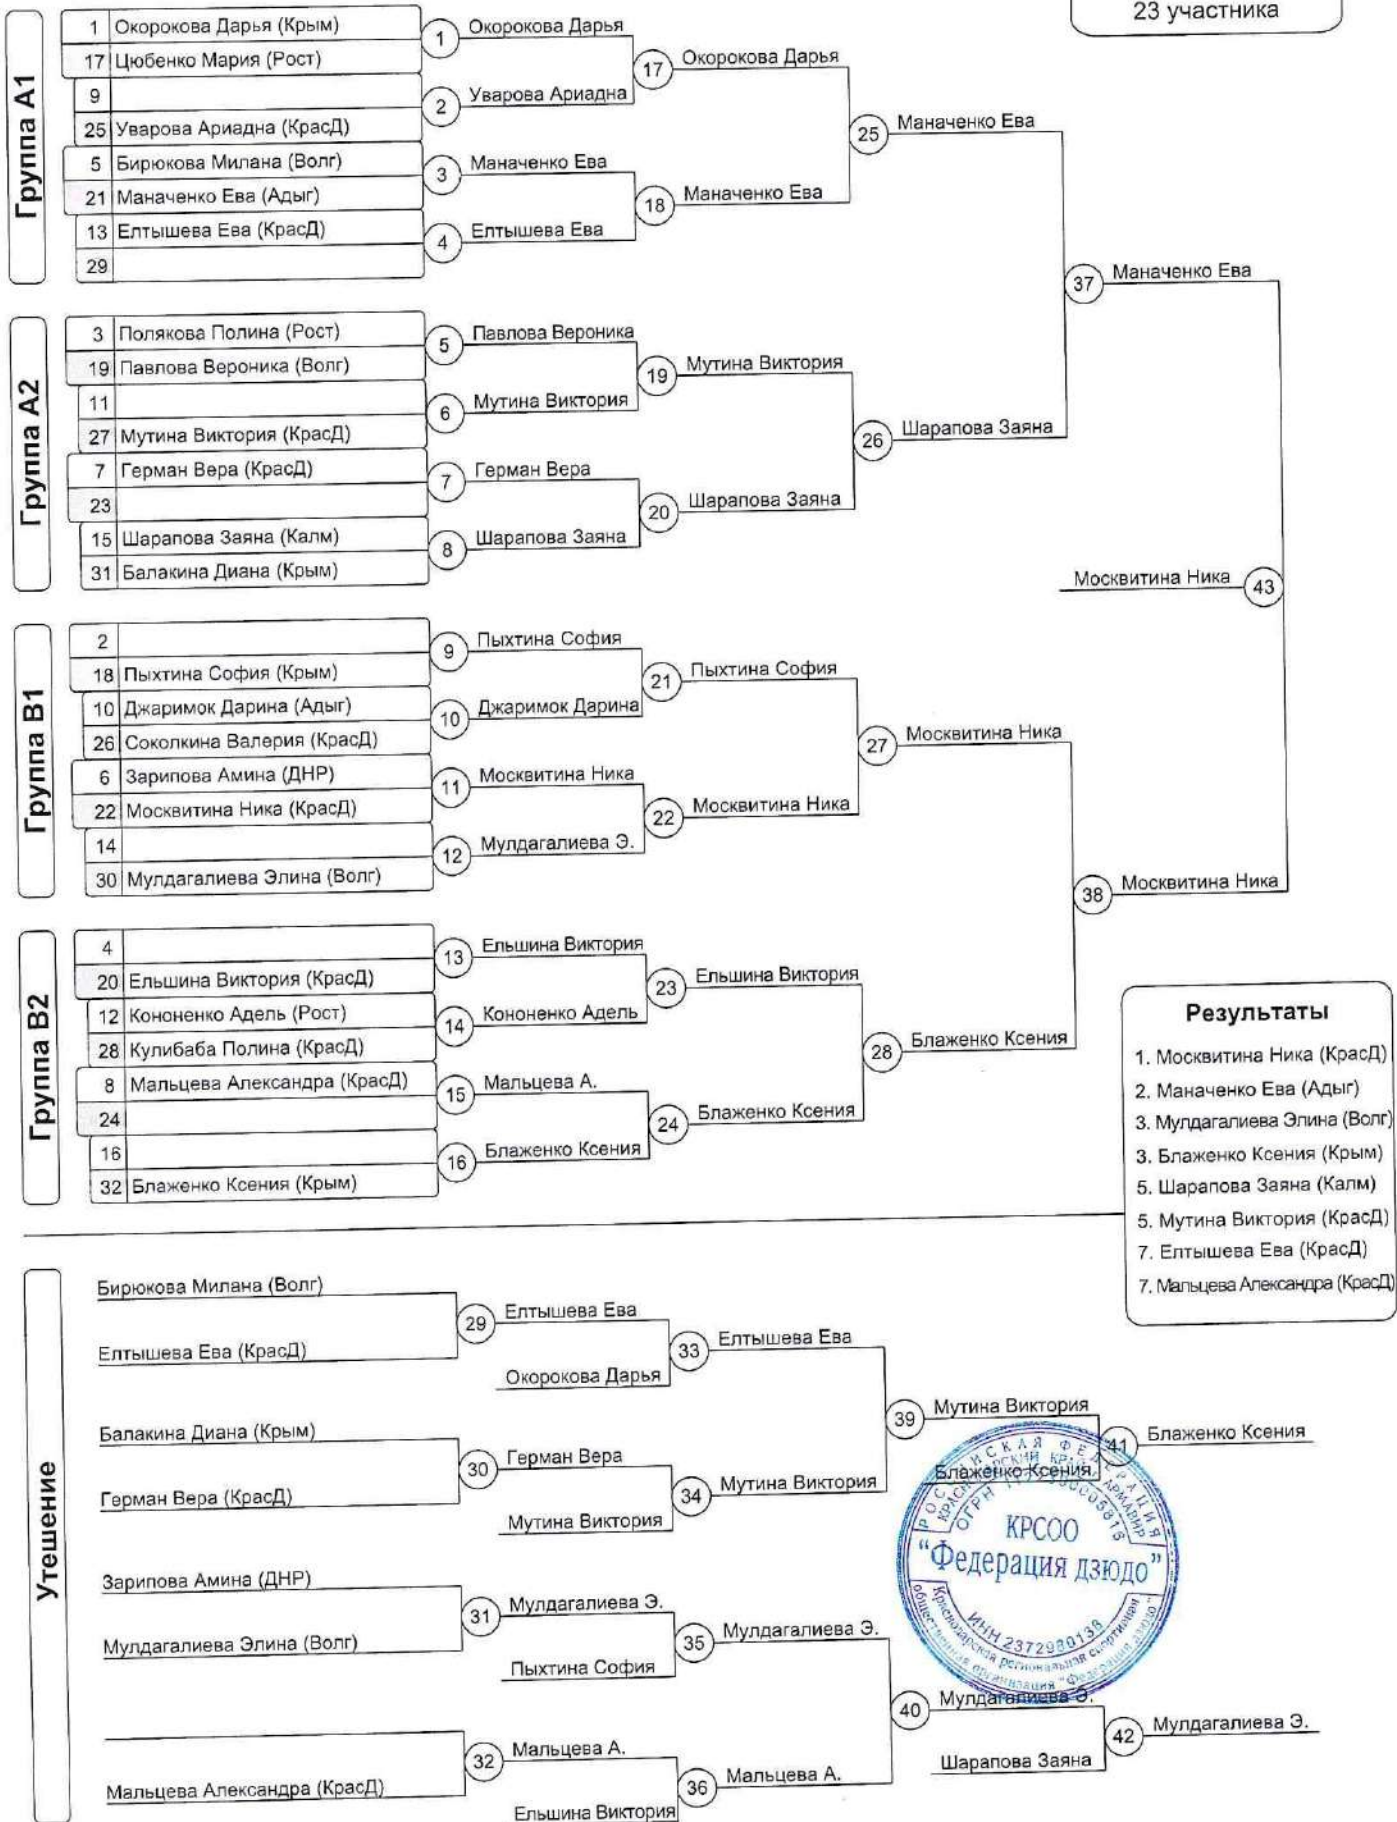 23 участника
Группа А1
1 Окорокова Дарья (Крым)
17 Цюбенко Мария (Рост)
9
25 Уварова Ариадна (КрасД)
5 Бирюкова Милана (Волг)
21 Маначенко Ева (Адыг)
13 Елтышева Ева (КрасД)
29
1 Окорокова Дарья
2 Уварова Ариадна
3 Маначенко Ева
4 Елтышева Ева
17 Окорокова Дарья
18 Маначенко Ева
25 Маначенко Ева
Группа А2
3 Полякова Полина (Рост)
19 Павлова Вероника (Волг)
11
27 Мутина Виктория (КрасД)
7 Герман Вера (КрасД)
23
15 Шарапова Заяна (Калм)
31 Балакина Диана (Крым)
5 Павлова Вероника
6 Мутина Виктория
7 Герман Вера
8 Шарапова Заяна
19 Мутина Виктория
20 Шарапова Заяна
26 Шарапова Заяна
37 Маначенко Ева
Москвитина Ника 43
Группа В1
2
18 Пыхтина София (Крым)
10 Джаримок Дарина (Адыг)
26 Соколкина Валерия (КрасД)
6 Зарипова Амина (ДНР)
22 Москвитина Ника (КрасД)
14
30 Мулдагалиева Элина (Волг)
9 Пыхтина София
10 Джаримок Дарина
11 Москвитина Ника
12 Мулдагалиева Э.
21 Пыхтина София
22 Москвитина Ника
27 Москвитина Ника
38 Москвитина Ника
Группа В2
4
20 Ельшина Виктория (КрасД)
12 Кононенко Адель (Рост)
28 Кулибаба Полина (КрасД)
8 Мальцева Александра (КрасД)
24
16
32 Блаженко Ксения (Крым)
13 Ельшина Виктория
14 Кононенко Адель
15 Мальцева А.
16 Блаженко Ксения
23 Ельшина Виктория
24 Блаженко Ксения
28 Блаженко Ксения
Результаты
1. Москвитина Ника (КрасД)
2. Маначенко Ева (Адыг)
3. Мулдагалиева Элина (Волг)
3. Блаженко Ксения (Крым)
5. Шарапова Заяна (Калм)
5. Мутина Виктория (КрасД)
7. Елтышева Ева (КрасД)
7. Мальцева Александра (КрасД)
Утешение
Бирюкова Милана (Волг)
Елтышева Ева (КрасД)
29 Елтышева Ева
Окорокова Дарья
33 Елтышева Ева
Балакина Диана (Крым)
Герман Вера (КрасД)
30 Герман Вера
Мутина Виктория
34 Мутина Виктория
39 Мутина Виктория
Блаженко Ксения
41 Блаженко Ксения
Зарипова Амина (ДНР)
Мулдагалиева Элина (Волг)
31 Мулдагалиева Э.
Пыхтина София
35 Мулдагалиева Э.
Мальцева Александра (КрасД)
32 Мальцева А.
Ельшина Виктория
36 Мальцева А.
40 Мулдагалиева Э.
Шарапова Заяна
42 Мулдагалиева Э.
РОССИЙСКАЯ ФЕДЕРАЦИЯ
КРАСНОДАРСКИЙ КРАЙ Г. АРМАВИР
КРСОО
"Федерация дзюдо"
ИНН 2372980138
Краснодарская региональная спортивная
общественная организация "Федерация дзюдо"